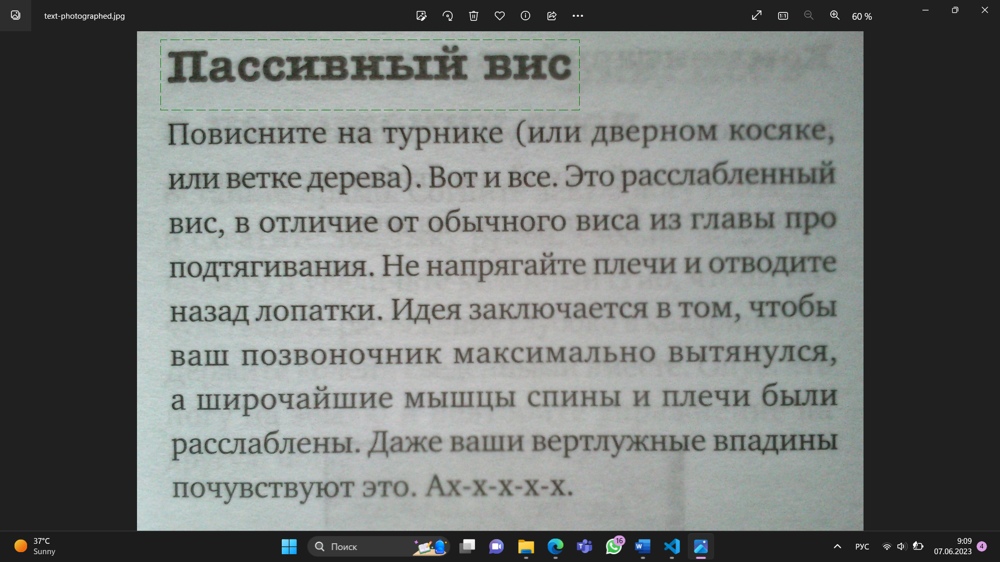 text-photographed.jpg
60 %
Пассивный вис
Повисните на турнике (или дверном косяке,
или ветке дерева). Вот и все. Это расслабленный
вис, в отличие от обычного виса из главы про
подтягивания. Не напрягайте плечи и отводите
назад лопатки. Идея заключается в том, чтобы
ваш позвоночник максимально вытянулся,
а широчайшие мышцы спины и плечи были
расслаблены. Даже ваши вертлужные впадины
почувствуют это. Ах-х-х-х-х.
37°C
Sunny
Поиск
16
РУС
9:09
07.06.2023
4